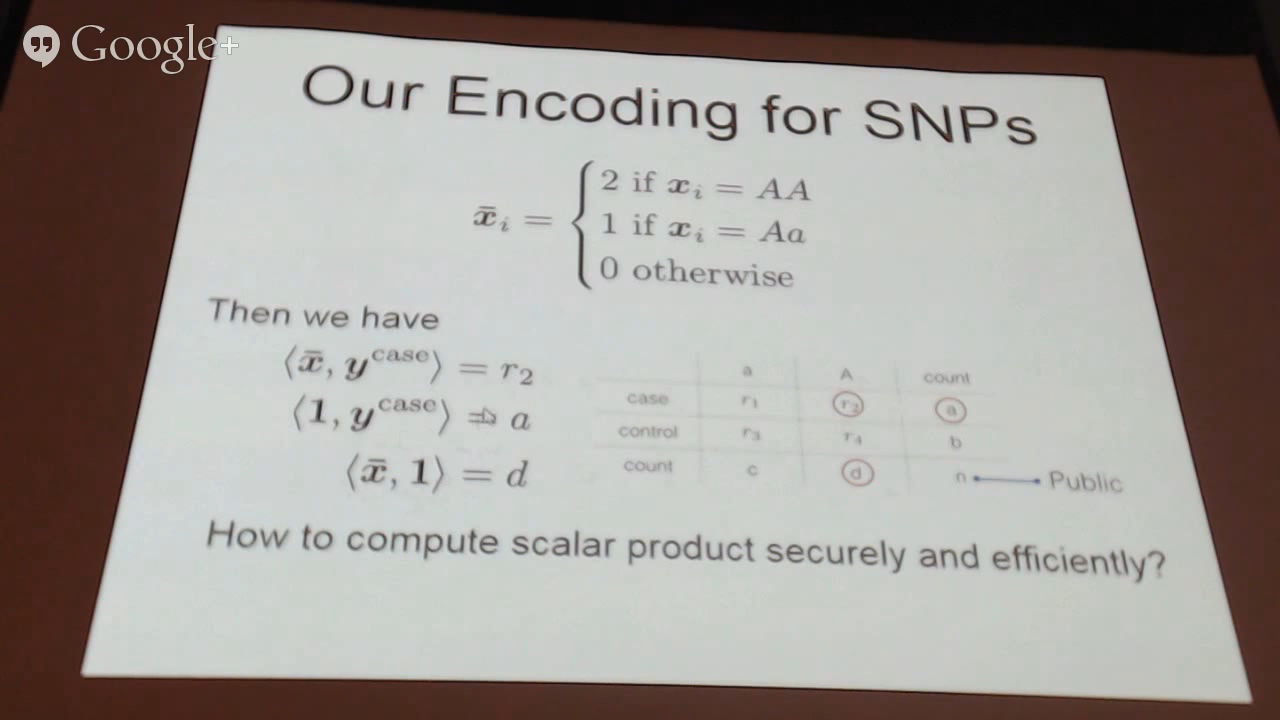 Google+
Our Encoding for SNPs
x̄ᵢ = { 2 if xᵢ = AA
1 if xᵢ = Aa
0 otherwise
Then we have
⟨x̄, y^case⟩ = r₂
⟨1, y^case⟩ = a
⟨x̄, 1⟩ = d
a A count
case r₁ r₂ a
control r₃ r₄ b
count c d n Public
How to compute scalar product securely and efficiently?